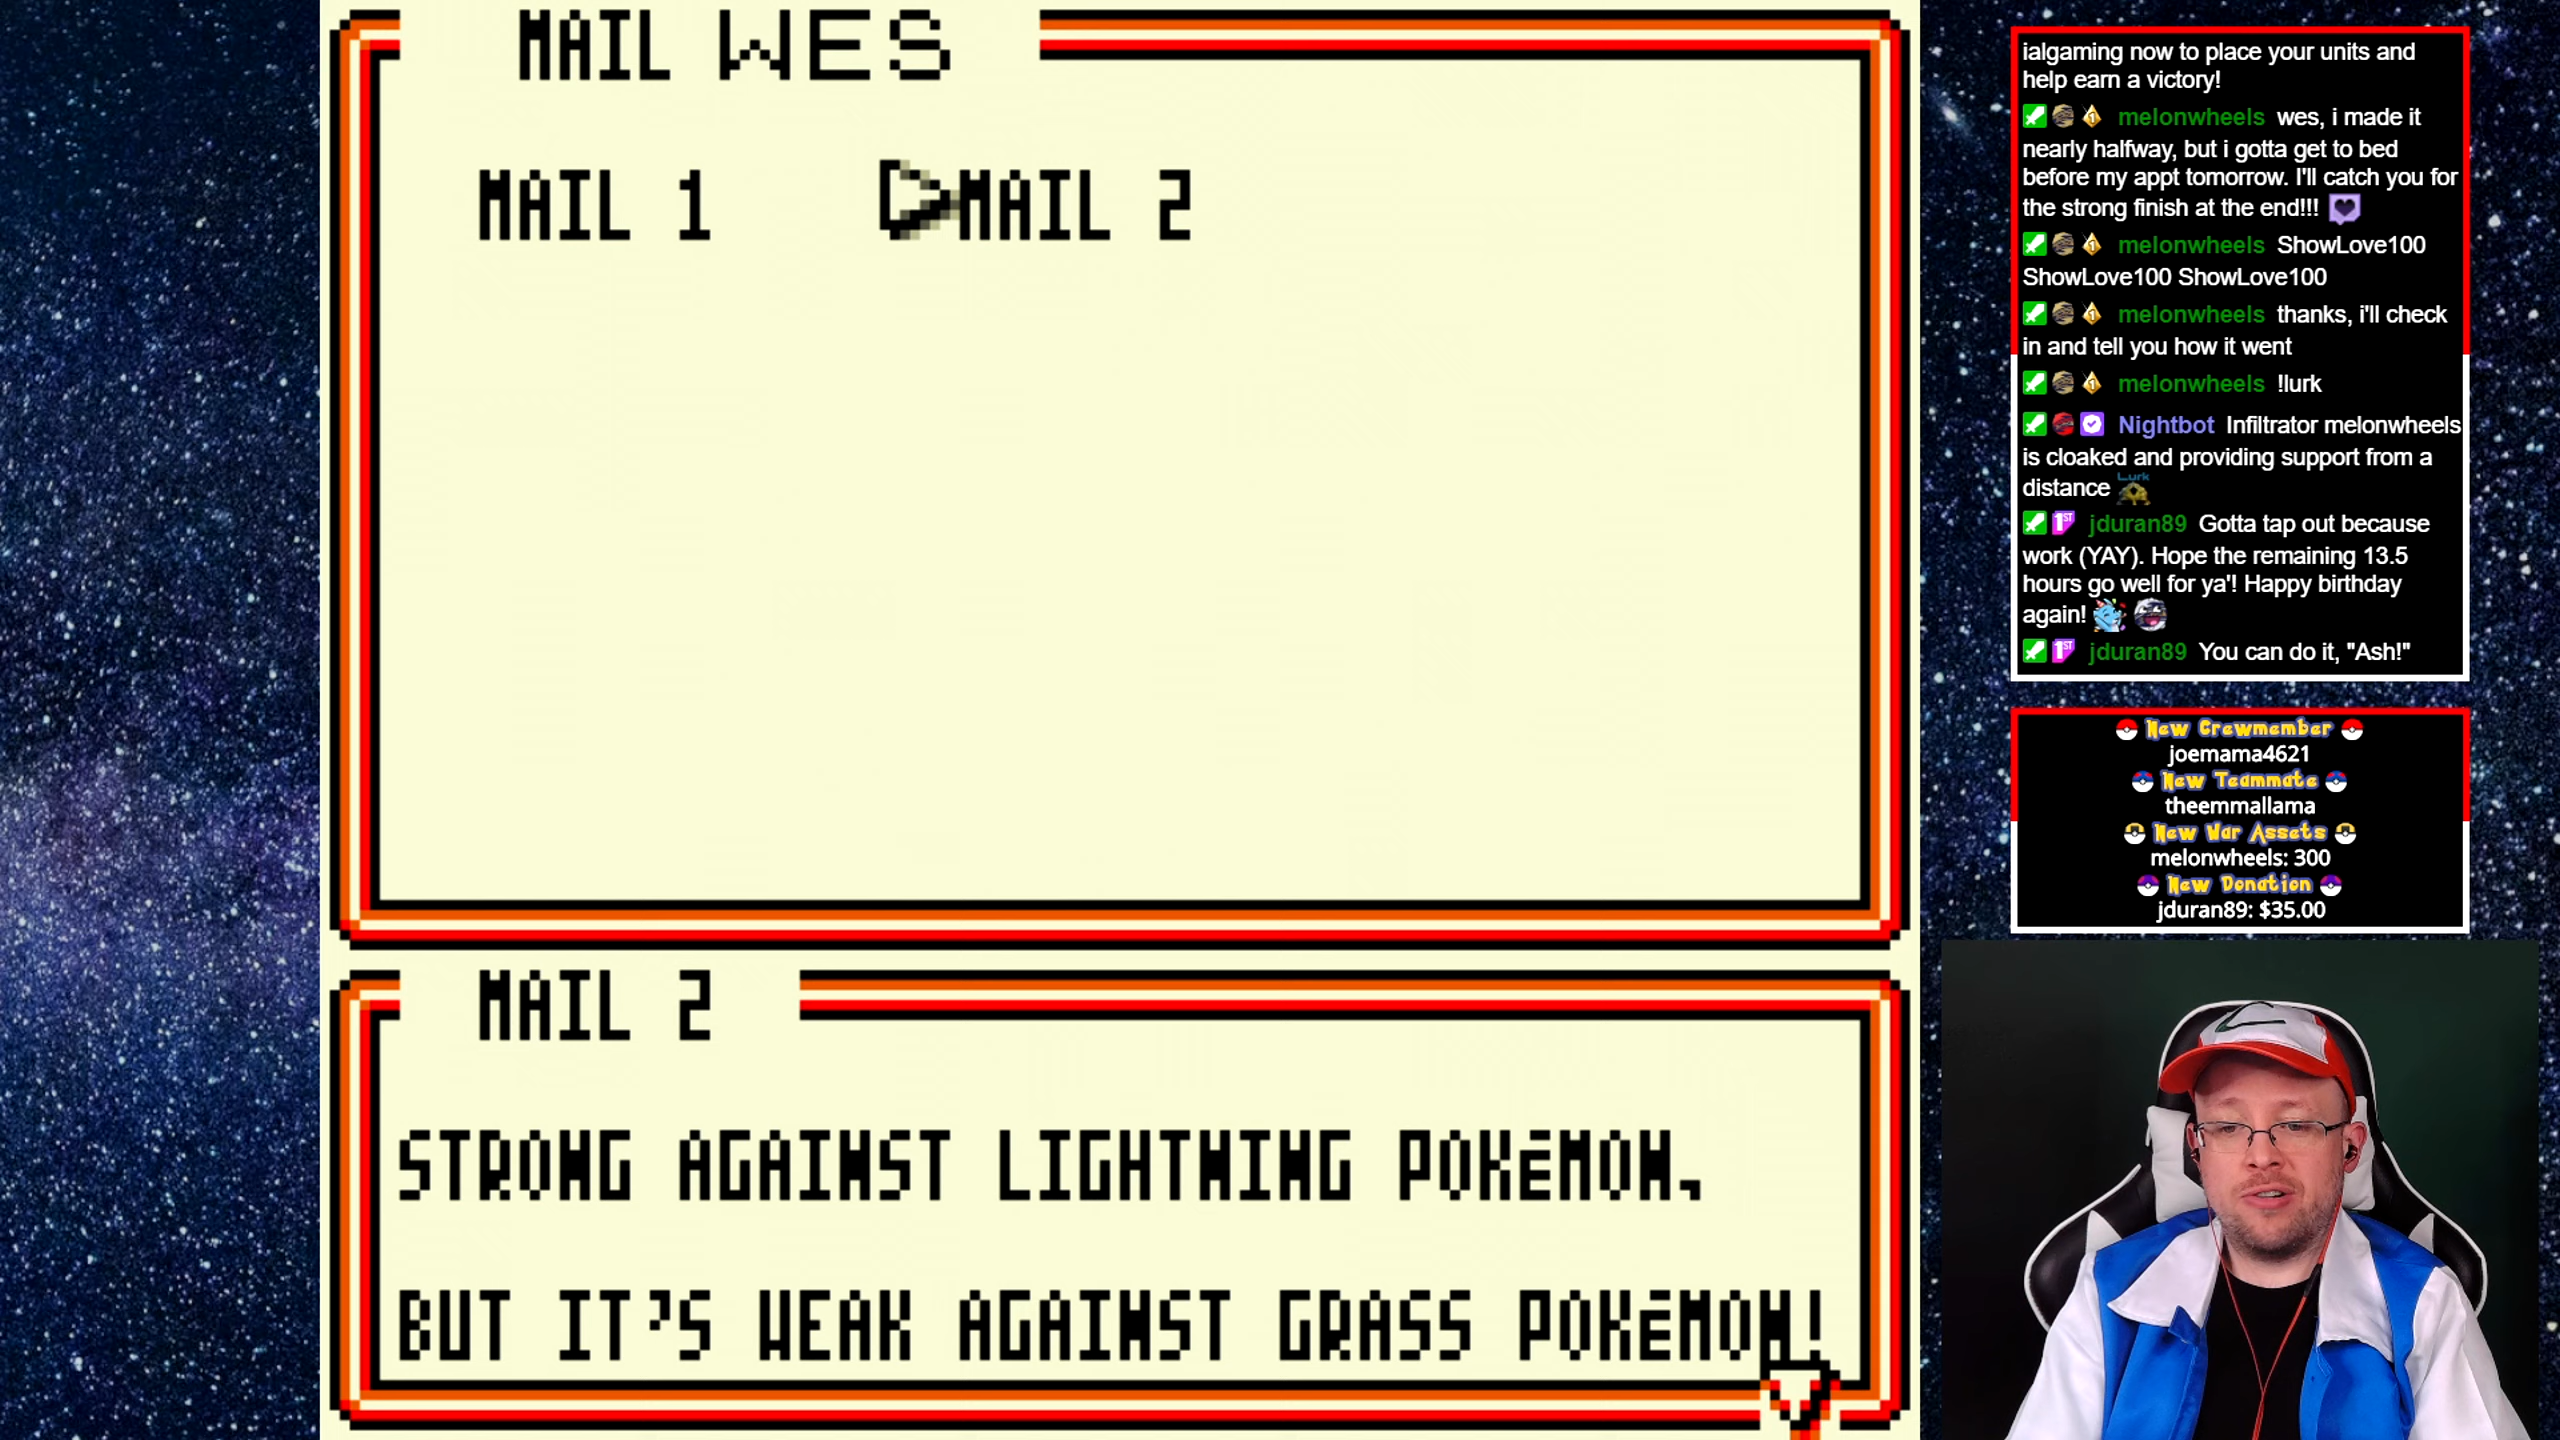 MAIL WES
MAIL 1
MAIL 2
MAIL 2
STRONG AGAINST LIGHTNING POKéMON,
BUT IT'S WEAK AGAINST GRASS POKéMON!
ialgaming now to place your units and
help earn a victory!
melonwheels wes, i made it
nearly halfway, but i gotta get to bed
before my appt tomorrow. I'll catch you for
the strong finish at the end!!!
melonwheels ShowLove100
ShowLove100 ShowLove100
melonwheels thanks, i'll check
in and tell you how it went
melonwheels !lurk
Nightbot Infiltrator melonwheels
is cloaked and providing support from a
distance Lurk
1ST jduran89 Gotta tap out because
work (YAY). Hope the remaining 13.5
hours go well for ya'! Happy birthday
again!
1ST jduran89 You can do it, "Ash!"
New Crewmember
joemama4621
New Teammate
theemmallama
New War Assets
melonwheels: 300
New Donation
jduran89: $35.00